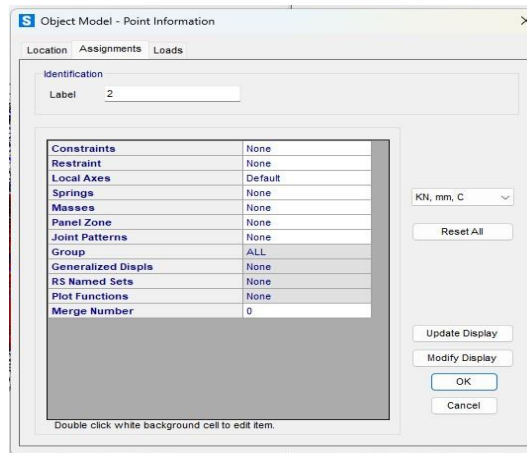 S Object Model - Point Information
Location Assignments Loads
Identification
Label 2
Constraints None
Restraint None
Local Axes Default
Springs None
Masses None
Panel Zone None
Joint Patterns None
Group ALL
Generalized Displs None
RS Named Sets None
Plot Functions None
Merge Number 0
Double click white background cell to edit item.
KN, mm, C
Reset All
Update Display
Modify Display
OK
Cancel